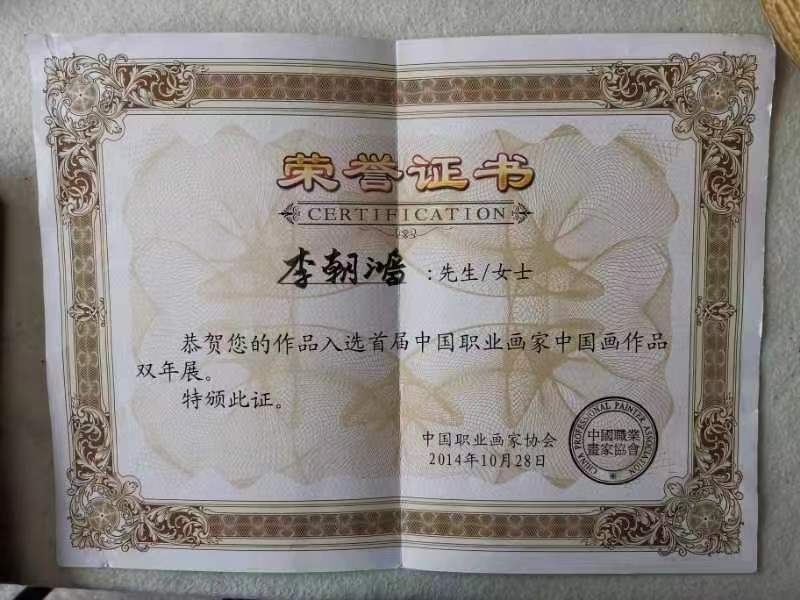 荣誉证书
CERTIFICATION
李朝鸿：先生/女士
恭贺您的作品入选首届中国职业画家中国画作品
双年展。
特颁此证。
中国职业画家协会
2014年10月28日
CHINA PROFESSIONAL PAINTER ASSOCIATION
中國職業
畫家協會